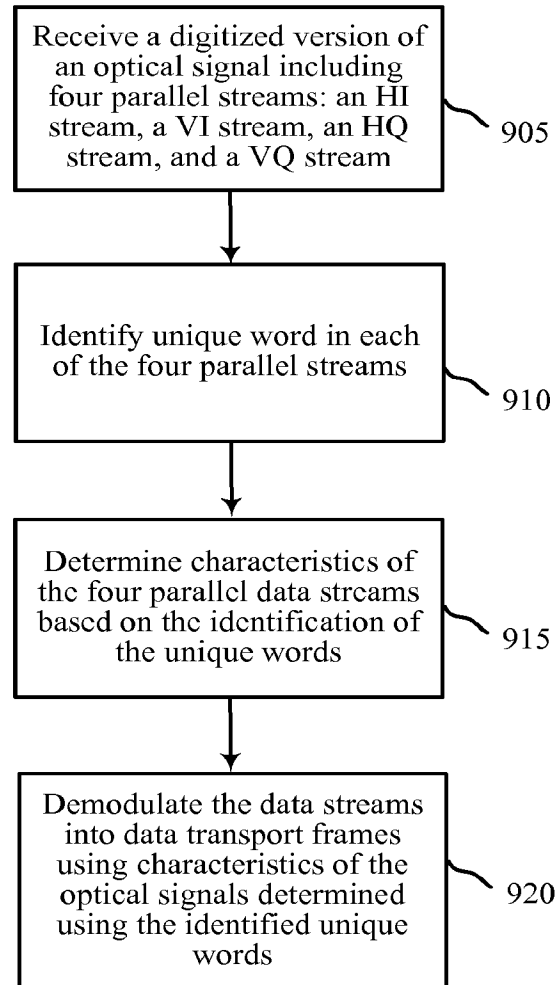 Receive a digitized version of
an optical signal including
four parallel streams: an HI
stream, a VI stream, an HQ
stream, and a VQ stream
905
Identify unique word in each
of the four parallel streams
910
Determine characteristics of
the four parallel data streams
based on the identification of
the unique words
915
Demodulate the data streams
into data transport frames
using characteristics of the
optical signals determined
using the identified unique
words
920